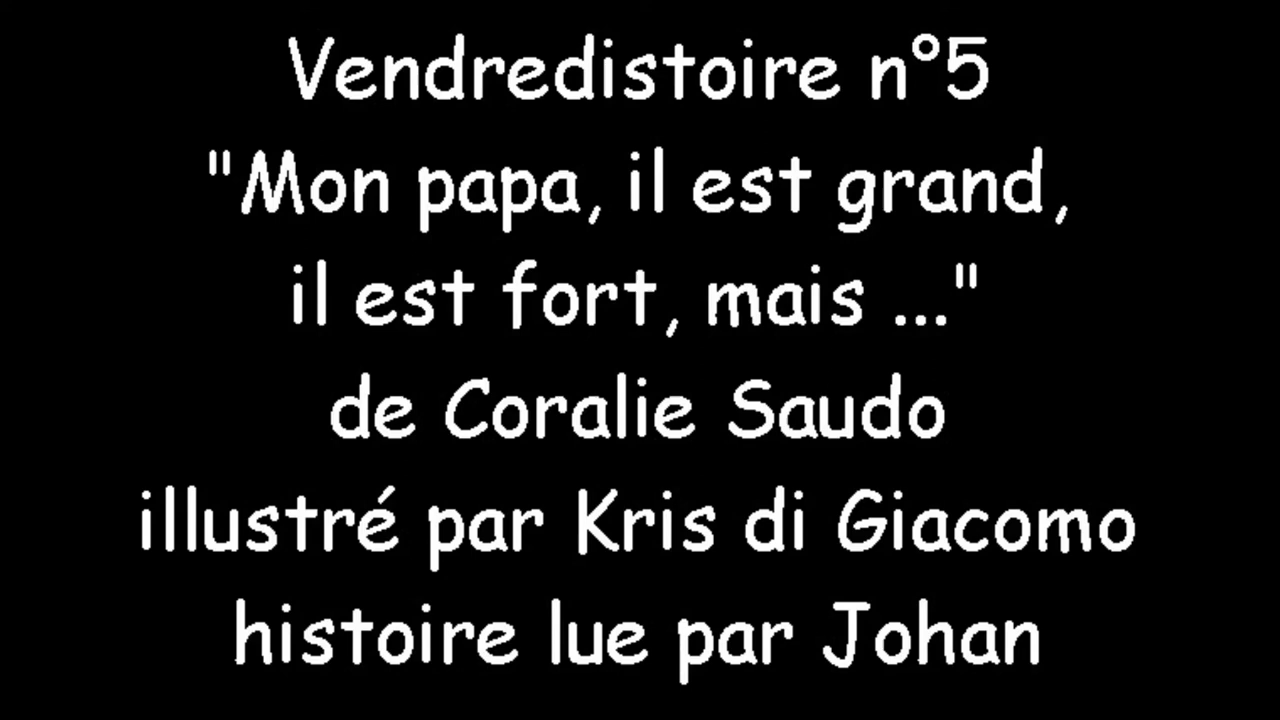 Vendredistoire n°5
"Mon papa, il est grand,
il est fort, mais ..."
de Coralie Saudo
illustré par Kris di Giacomo
histoire lue par Johan